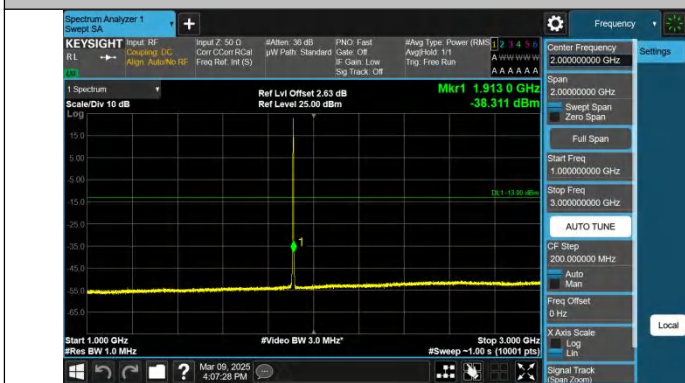 Spectrum Analyzer 1
Swept SA
Frequency
KEYSIGHT
RL
Input: RF
Coupling: DC
Align: Auto/No RF
Input Z: 50 Ω
Corr CCorr RCal
Freq Ref: Int (S)
#Atten: 36 dB
µW Path: Standard
PNO: Fast
Gate: Off
IF Gain: Low
Sig Track: Off
#Avg Type: Power (RMS)
Avg|Hold: 1/1
Trig: Free Run
1 2 3 4 5 6
A W W W W W
A A A A A A
1 Spectrum
Scale/Div 10 dB
Log
Ref Lvl Offset 2.63 dB
Ref Level 25.00 dBm
Mkr1 1.913 0 GHz
-38.311 dBm
15.0
5.00
-5.00
-15.0
-25.0
-35.0
-45.0
-55.0
-65.0
DL1 -13.00 dBm
1
Start 1.000 GHz
#Res BW 1.0 MHz
#Video BW 3.0 MHz*
Stop 3.000 GHz
#Sweep ~1.00 s (10001 pts)
Mar 09, 2025
4:07:28 PM
Center Frequency
2.000000000 GHz
Span
2.00000000 GHz
Swept Span
Zero Span
Full Span
Start Freq
1.000000000 GHz
Stop Freq
3.000000000 GHz
AUTO TUNE
CF Step
200.000000 MHz
Auto
Man
Freq Offset
0 Hz
X Axis Scale
Log
Lin
Signal Track
(Span Zoom)
Settings
Local